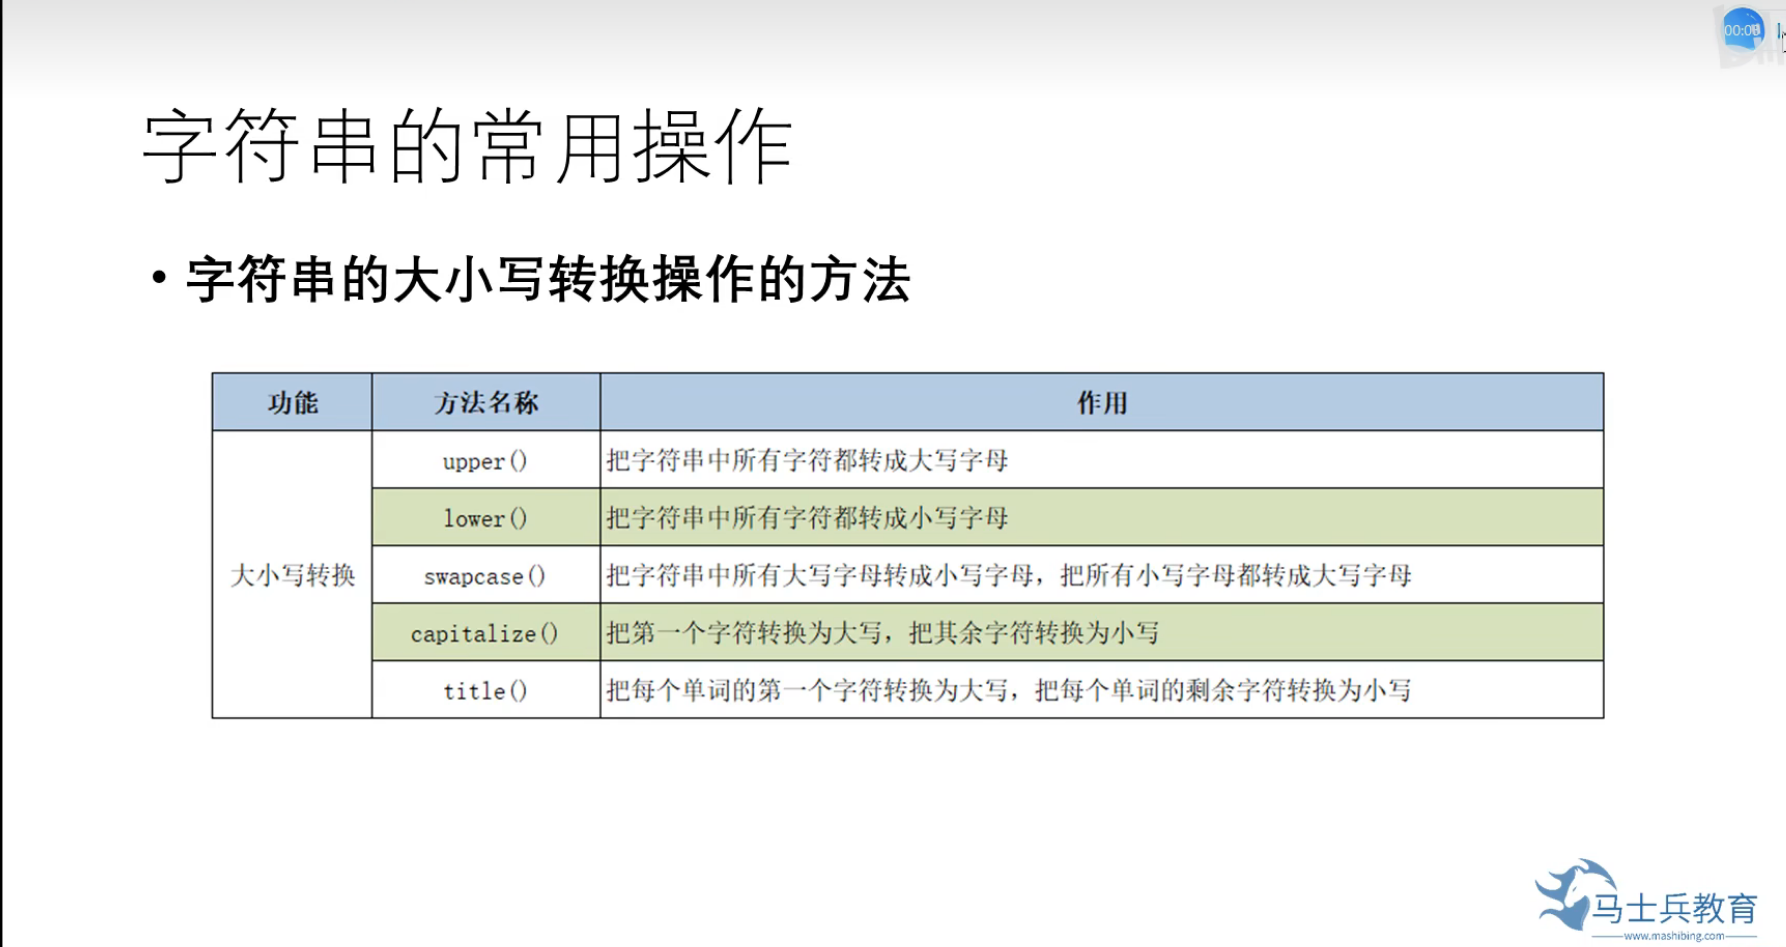 字符串的常用操作
• 字符串的大小写转换操作的方法
功能 方法名称 作用
大小写转换
upper() 把字符串中所有字符都转成大写字母
lower() 把字符串中所有字符都转成小写字母
swapcase() 把字符串中所有大写字母转成小写字母，把所有小写字母都转成大写字母
capitalize() 把第一个字符转换为大写，把其余字符转换为小写
title() 把每个单词的第一个字符转换为大写，把每个单词的剩余字符转换为小写
马士兵教育
www.mashibing.com